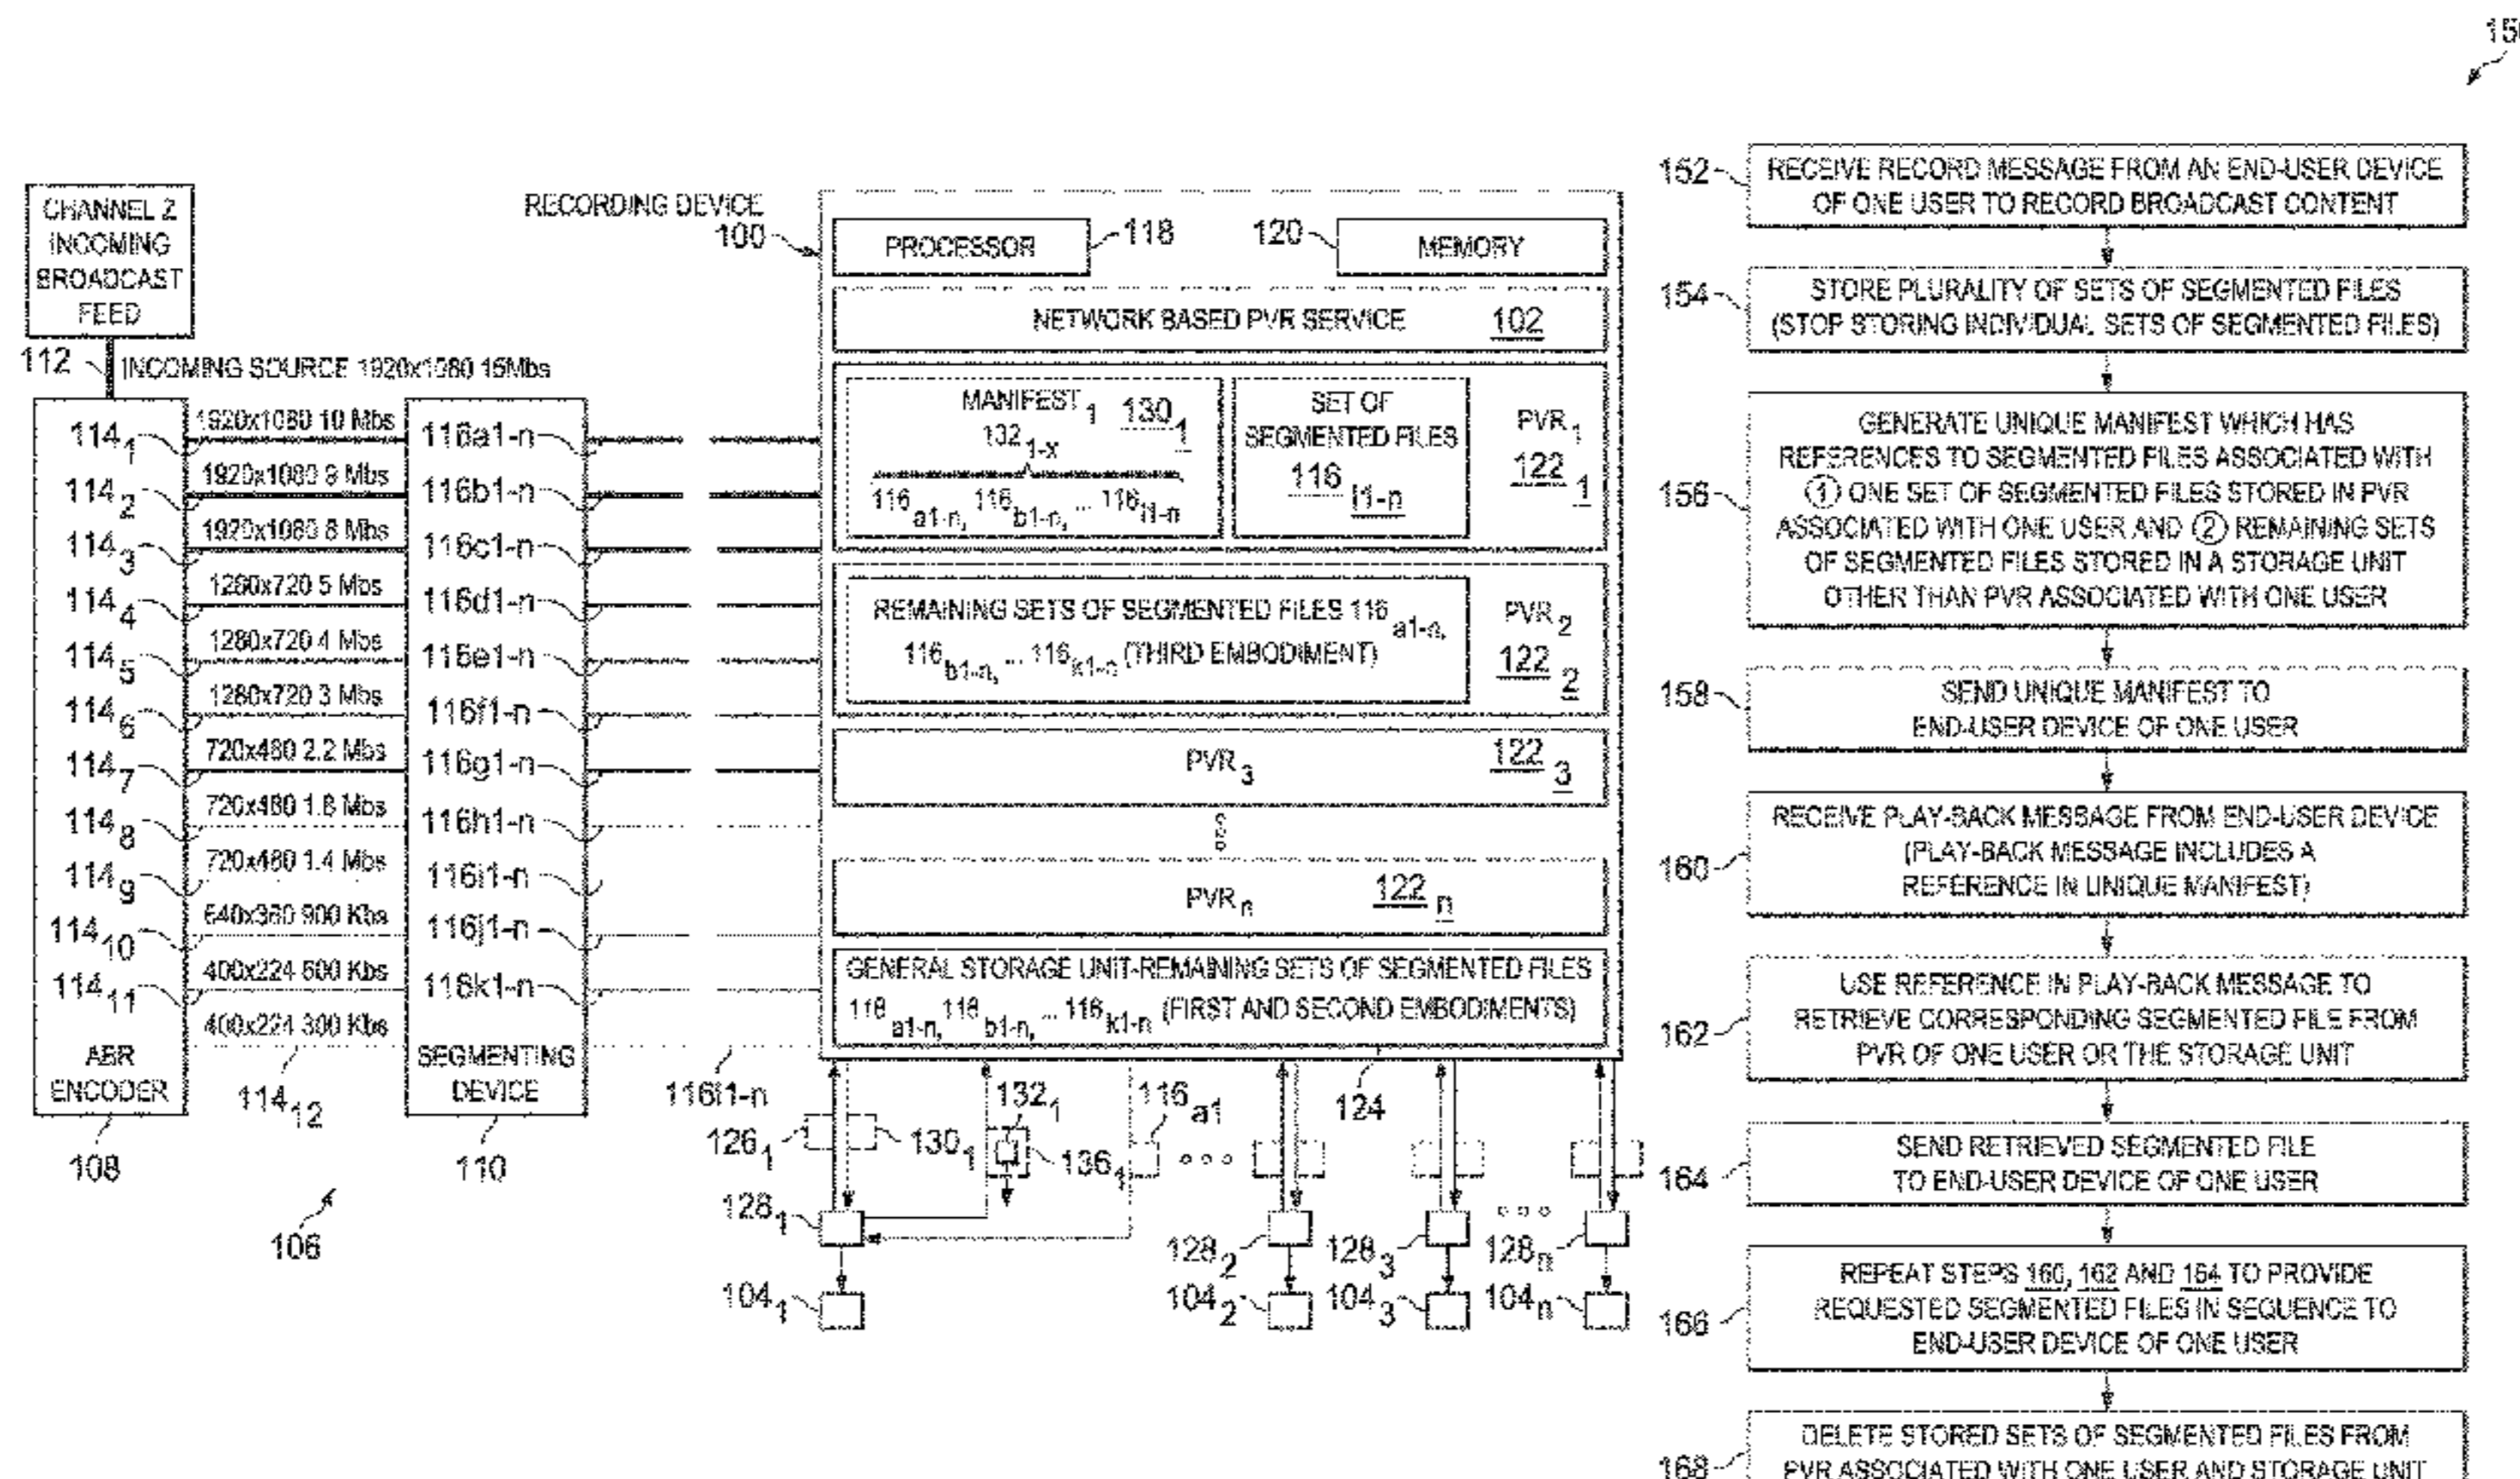 150
CHANNEL Z
INCOMING
BROADCAST
FEED
112
INCOMING SOURCE 1920x1080 15Mbs
114 1
1920x1080 10 Mbs
114 2
1920x1080 9 Mbs
114 3
1920x1080 8 Mbs
114 4
1280x720 5 Mbs
114 5
1280x720 4 Mbs
114 6
1280x720 3 Mbs
114 7
720x480 2.2 Mbs
114 8
720x480 1.8 Mbs
114 9
720x480 1.4 Mbs
114 10
640x360 900 Kbs
114 11
400x224 600 Kbs
400x224 300 Kbs
ABR
ENCODER
108
114 12
116a1-n
116b1-n
116c1-n
116d1-n
116e1-n
116f1-n
116g1-n
116h1-n
116i1-n
116j1-n
116k1-n
SEGMENTING
DEVICE
110
116l1-n
106
RECORDING DEVICE
100
PROCESSOR
118
120
MEMORY
NETWORK BASED PVR SERVICE 102
MANIFEST 1 130 1
132 1-x
116 a1-n, 116 b1-n, ... 116 l1-n
SET OF
SEGMENTED FILES
116 l1-n
PVR 1
122 1
REMAINING SETS OF SEGMENTED FILES 116 a1-n,
116 b1-n, ... 116 k1-n (THIRD EMBODIMENT)
PVR 2
122 2
PVR 3 122 3
PVR n 122 n
GENERAL STORAGE UNIT-REMAINING SETS OF SEGMENTED FILES
116 a1-n, 116 b1-n, ... 116 k1-n (FIRST AND SECOND EMBODIMENTS)
126 1
130 1
132 1
136 1
116 a1
124
128 1
128 2
128 3
128 n
104 1
104 2
104 3
104 n
152
RECEIVE RECORD MESSAGE FROM AN END-USER DEVICE
OF ONE USER TO RECORD BROADCAST CONTENT
154
STORE PLURALITY OF SETS OF SEGMENTED FILES
(STOP STORING INDIVIDUAL SETS OF SEGMENTED FILES)
156
GENERATE UNIQUE MANIFEST WHICH HAS
REFERENCES TO SEGMENTED FILES ASSOCIATED WITH
① ONE SET OF SEGMENTED FILES STORED IN PVR
ASSOCIATED WITH ONE USER AND ② REMAINING SETS
OF SEGMENTED FILES STORED IN A STORAGE UNIT
OTHER THAN PVR ASSOCIATED WITH ONE USER
158
SEND UNIQUE MANIFEST TO
END-USER DEVICE OF ONE USER
160
RECEIVE PLAY-BACK MESSAGE FROM END-USER DEVICE
(PLAY-BACK MESSAGE INCLUDES A
REFERENCE IN UNIQUE MANIFEST)
162
USE REFERENCE IN PLAY-BACK MESSAGE TO
RETRIEVE CORRESPONDING SEGMENTED FILE FROM
PVR OF ONE USER OR THE STORAGE UNIT
164
SEND RETRIEVED SEGMENTED FILE
TO END-USER DEVICE OF ONE USER
166
REPEAT STEPS 160, 162 AND 164 TO PROVIDE
REQUESTED SEGMENTED FILES IN SEQUENCE TO
END-USER DEVICE OF ONE USER
168
DELETE STORED SETS OF SEGMENTED FILES FROM
PVR ASSOCIATED WITH ONE USER AND STORAGE UNIT